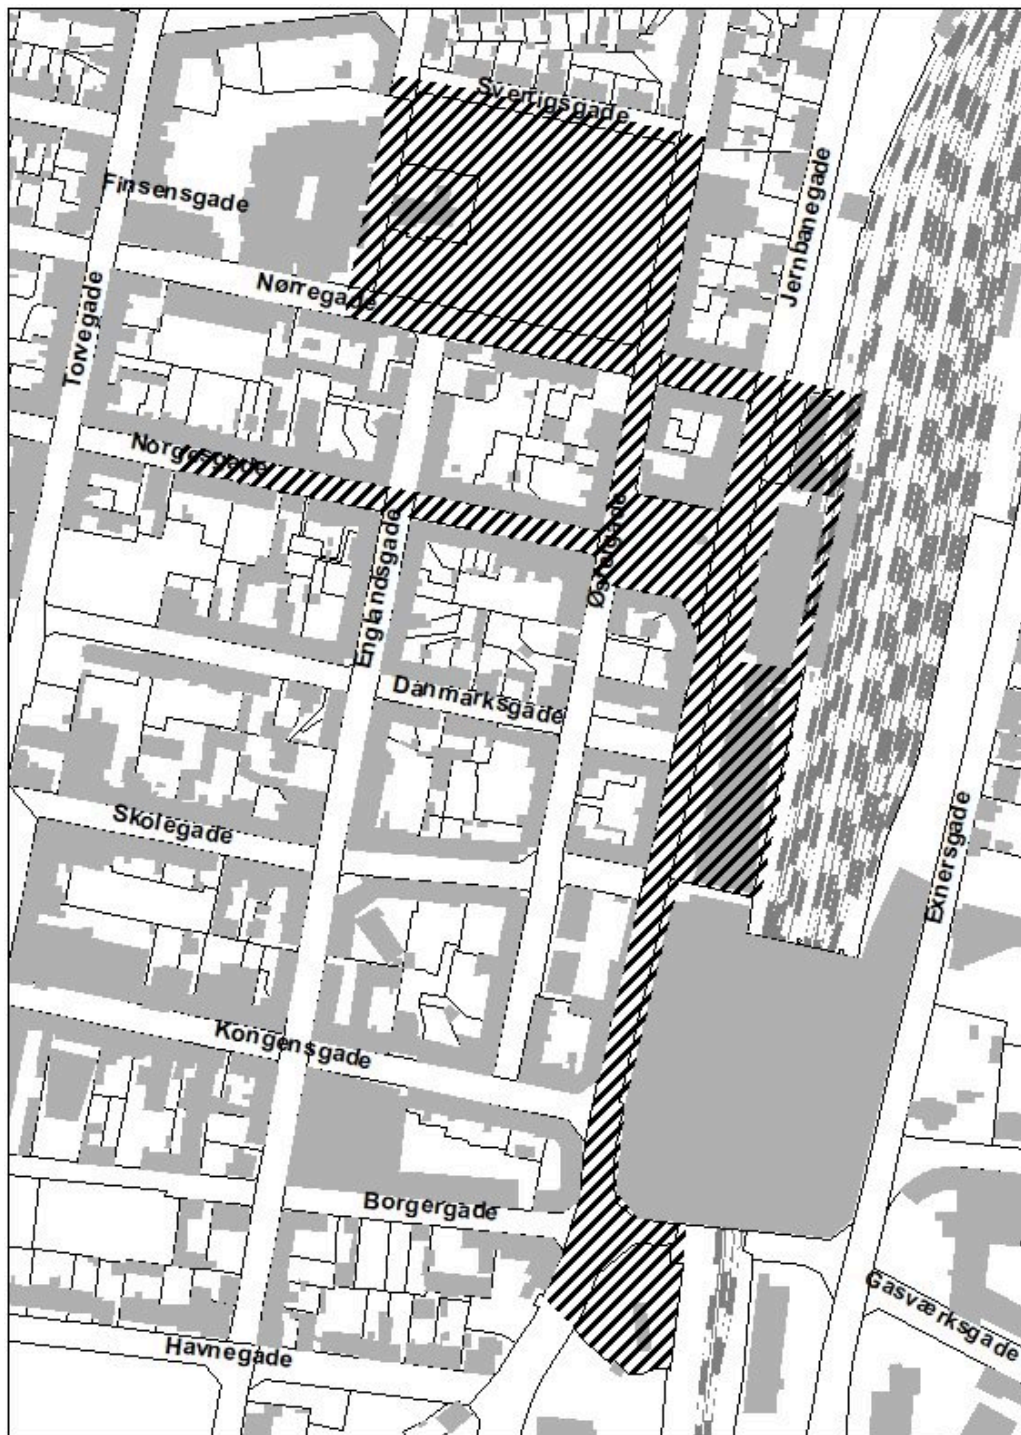 Sverrigsgade
Finsensgade
Jernbanegade
Nørregade
Torvegade
Norgesgade
Englandsgade
Østergade
Danmarksgade
Skolegade
Exnersgade
Kongensgade
Borgergade
Gasværksgade
Havnegade